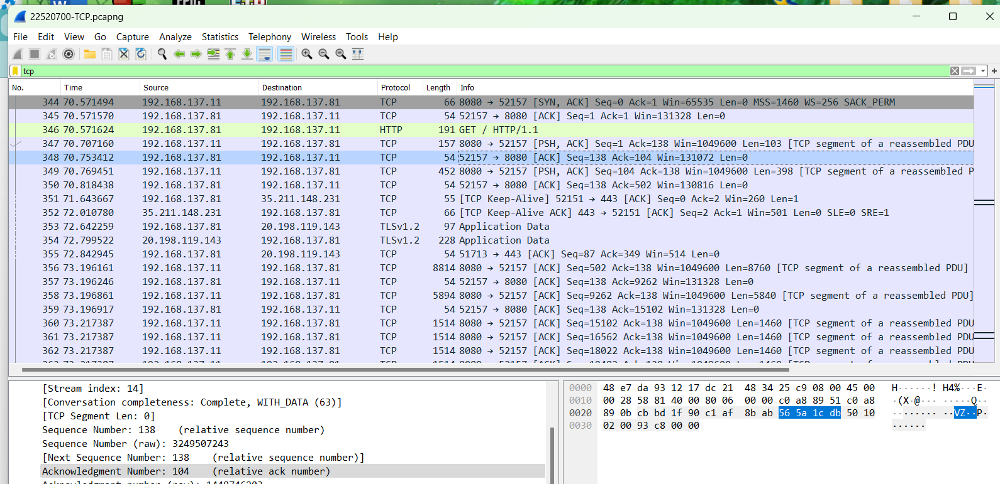 22520700-TCP.pcapng
File Edit View Go Capture Analyze Statistics Telephony Wireless Tools Help
tcp
No. Time Source Destination Protocol Length Info
344 70.571494 192.168.137.11 192.168.137.81 TCP 66 8080 → 52157 [SYN, ACK] Seq=0 Ack=1 Win=65535 Len=0 MSS=1460 WS=256 SACK_PERM
345 70.571570 192.168.137.81 192.168.137.11 TCP 54 52157 → 8080 [ACK] Seq=1 Ack=1 Win=131328 Len=0
346 70.571624 192.168.137.81 192.168.137.11 HTTP 191 GET / HTTP/1.1
347 70.707160 192.168.137.11 192.168.137.81 TCP 157 8080 → 52157 [PSH, ACK] Seq=1 Ack=138 Win=1049600 Len=103 [TCP segment of a reassembled PDU
348 70.753412 192.168.137.81 192.168.137.11 TCP 54 52157 → 8080 [ACK] Seq=138 Ack=104 Win=131072 Len=0
349 70.769451 192.168.137.11 192.168.137.81 TCP 452 8080 → 52157 [PSH, ACK] Seq=104 Ack=138 Win=1049600 Len=398 [TCP segment of a reassembled P
350 70.818438 192.168.137.81 192.168.137.11 TCP 54 52157 → 8080 [ACK] Seq=138 Ack=502 Win=130816 Len=0
351 71.643667 192.168.137.81 35.211.148.231 TCP 55 [TCP Keep-Alive] 52151 → 443 [ACK] Seq=0 Ack=2 Win=260 Len=1
352 72.010780 35.211.148.231 192.168.137.81 TCP 66 [TCP Keep-Alive ACK] 443 → 52151 [ACK] Seq=2 Ack=1 Win=501 Len=0 SLE=0 SRE=1
353 72.642259 192.168.137.81 20.198.119.143 TLSv1.2 97 Application Data
354 72.799522 20.198.119.143 192.168.137.81 TLSv1.2 228 Application Data
355 72.842945 192.168.137.81 20.198.119.143 TCP 54 51713 → 443 [ACK] Seq=87 Ack=349 Win=514 Len=0
356 73.196161 192.168.137.11 192.168.137.81 TCP 8814 8080 → 52157 [ACK] Seq=502 Ack=138 Win=1049600 Len=8760 [TCP segment of a reassembled PDU]
357 73.196246 192.168.137.81 192.168.137.11 TCP 54 52157 → 8080 [ACK] Seq=138 Ack=9262 Win=131328 Len=0
358 73.196861 192.168.137.11 192.168.137.81 TCP 5894 8080 → 52157 [ACK] Seq=9262 Ack=138 Win=1049600 Len=5840 [TCP segment of a reassembled PDU]
359 73.196917 192.168.137.81 192.168.137.11 TCP 54 52157 → 8080 [ACK] Seq=138 Ack=15102 Win=131328 Len=0
360 73.217387 192.168.137.11 192.168.137.81 TCP 1514 8080 → 52157 [ACK] Seq=15102 Ack=138 Win=1049600 Len=1460 [TCP segment of a reassembled PDU
361 73.217387 192.168.137.11 192.168.137.81 TCP 1514 8080 → 52157 [ACK] Seq=16562 Ack=138 Win=1049600 Len=1460 [TCP segment of a reassembled PDU
362 73.217387 192.168.137.11 192.168.137.81 TCP 1514 8080 → 52157 [ACK] Seq=18022 Ack=138 Win=1049600 Len=1460 [TCP segment of a reassembled PDU
[Stream index: 14]
[Conversation completeness: Complete, WITH_DATA (63)]
[TCP Segment Len: 0]
Sequence Number: 138 (relative sequence number)
Sequence Number (raw): 3249507243
[Next Sequence Number: 138 (relative sequence number)]
Acknowledgment Number: 104 (relative ack number)
0000 48 e7 da 93 12 17 dc 21 48 34 25 c9 08 00 45 00 H······! H4%···E·
0010 00 28 58 81 40 00 80 06 00 00 c0 a8 89 51 c0 a8 ·(X·@··· ·····Q··
0020 89 0b cb bd 1f 90 c1 af 8b ab 56 5a 1c db 50 10 ········ ··VZ··P·
0030 02 00 93 c8 00 00 ······